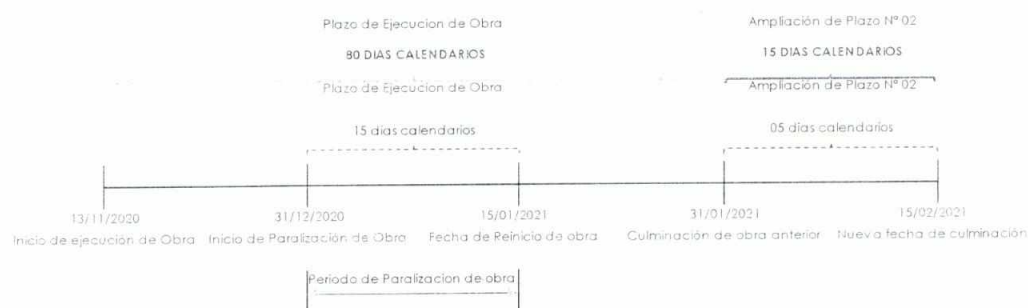 Plazo de Ejecucion de Obra
Ampliación de Plazo Nº 02
80 DIAS CALENDARIOS
15 DIAS CALENDARIOS
Plazo de Ejecucion de Obra
Ampliación de Plazo Nº 02
15 dias calendarios
05 dias calendarios
13/11/2020
31/12/2020
15/01/2021
31/01/2021
15/02/2021
Inicio de ejecución de Obra
Inicio de Paralización de Obra
Fecha de Reinicio de obra
Culminación de obra anterior
Nueva fecha de culminación
Periodo de Paralizacion de obra